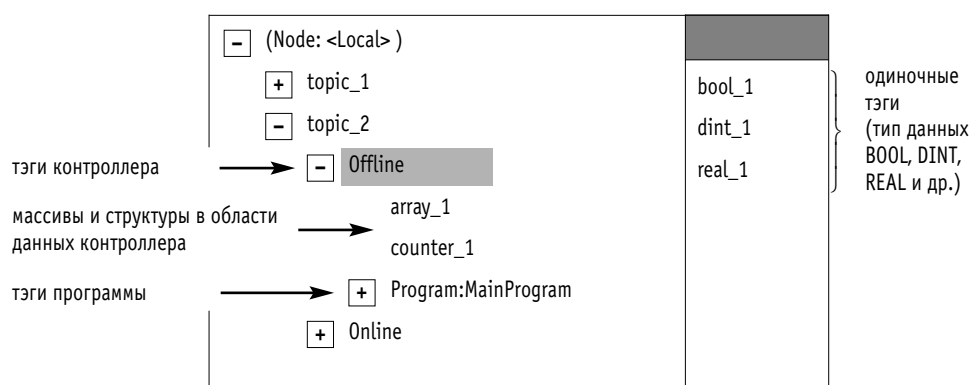 − (Node: <Local> )
+ topic_1
− topic_2
− Offline
array_1
counter_1
+ Program:MainProgram
+ Online
bool_1
dint_1
real_1
тэги контроллера
массивы и структуры в области
данных контроллера
тэги программы
одиночные
тэги
(тип данных
BOOL, DINT,
REAL и др.)